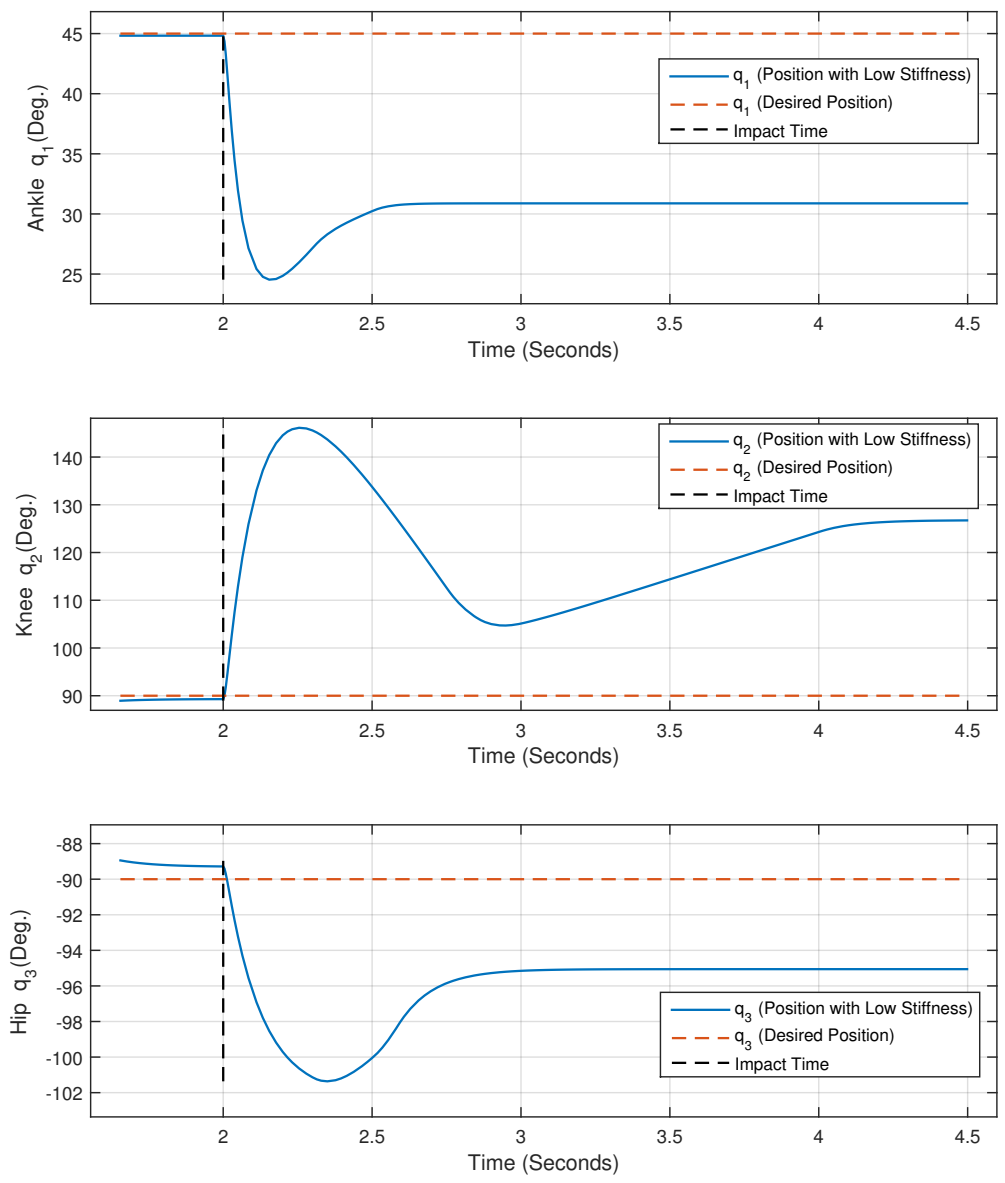 45
40
35
30
25
Ankle q1(Deg.)
q1 (Position with Low Stiffness)
q1 (Desired Position)
Impact Time
2
2.5
3
3.5
4
4.5
Time (Seconds)
140
130
120
110
100
90
Knee q2(Deg.)
q2 (Position with Low Stiffness)
q2 (Desired Position)
Impact Time
2
2.5
3
3.5
4
4.5
Time (Seconds)
-88
-90
-92
-94
-96
-98
-100
-102
Hip q3(Deg.)
q3 (Position with Low Stiffness)
q3 (Desired Position)
Impact Time
2
2.5
3
3.5
4
4.5
Time (Seconds)